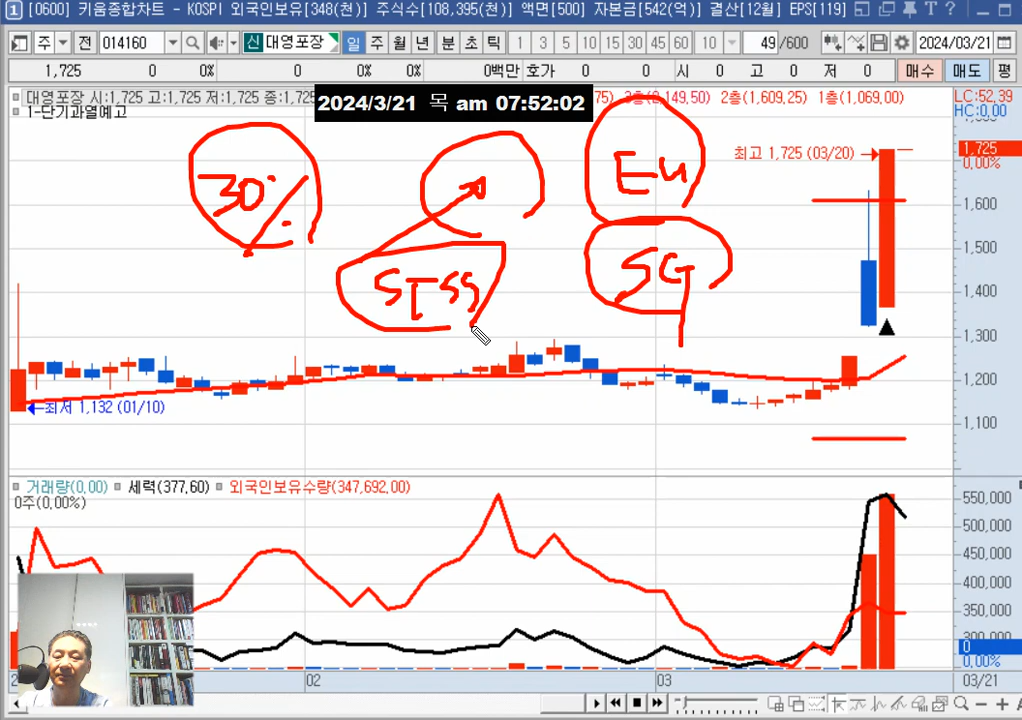 1 [0600] 키움종합차트 - KOSPI 외국인보유[348(천)] 주식수[108,395(천)] 액면[500] 자본금[542(억)] 결산[12월] EPS[119]
주 전 014160 신 대영포장 일 주 월 년 분 초 틱 1 3 5 10 15 30 45 60 10 49 /600 2024/03/21
1,725 0 0% 0 0% 0% 0백만 호가 0 0 시 0 고 0 저 0 매수 매도 평
대영포장 시:1,725 고:1,725 저:1,725 종:1,725 2층(1,609,25) 1층(1,069,00) LC:52,39
1-단기과열예고 HC:0,00
2024/3/21 목 am 07:52:02
최고 1,725 (03/20) 1,725
0,00%
1,600
1,500
1,400
1,300
1,200
1,100
30%
EU
STSS
SG
최저 1,132 (01/10)
거래량(0,00) 세력(377,60) 외국인보유수량(347,692,00)
0주(0,00%)
550,000
500,000
450,000
400,000
350,000
300,000
0
0,00%
02 03 03/21